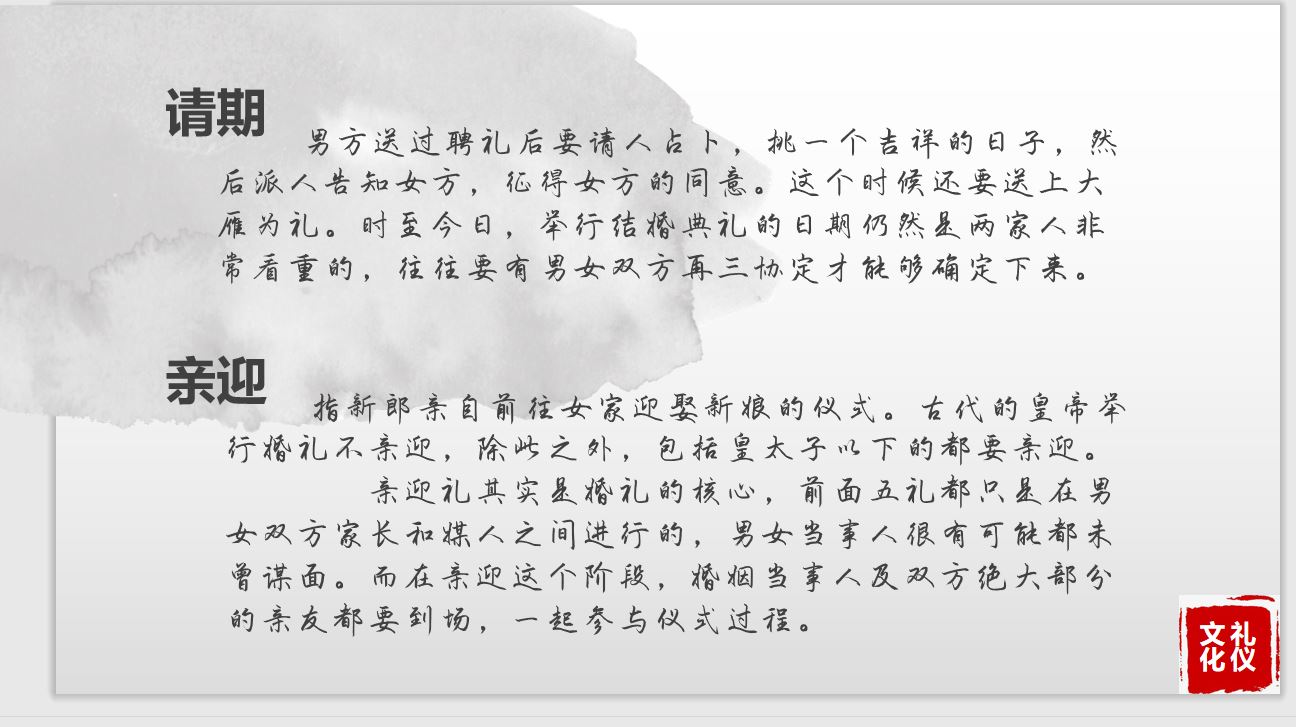 请期
男方送过聘礼后要请人占卜，挑一个吉祥的日子，然
后派人告知女方，征得女方的同意。这个时候还要送上大
雁为礼。时至今日，举行结婚典礼的日期仍然是两家人非
常看重的，往往要有男女双方再三协定才能够确定下来。
亲迎
指新郎亲自前往女家迎娶新娘的仪式。古代的皇帝举
行婚礼不亲迎，除此之外，包括皇太子以下的都要亲迎。
亲迎礼其实是婚礼的核心，前面五礼都只是在男
女双方家长和媒人之间进行的，男女当事人很有可能都未
曾谋面。而在亲迎这个阶段，婚姻当事人及双方绝大部分
的亲友都要到场，一起参与仪式过程。
文礼
化仪